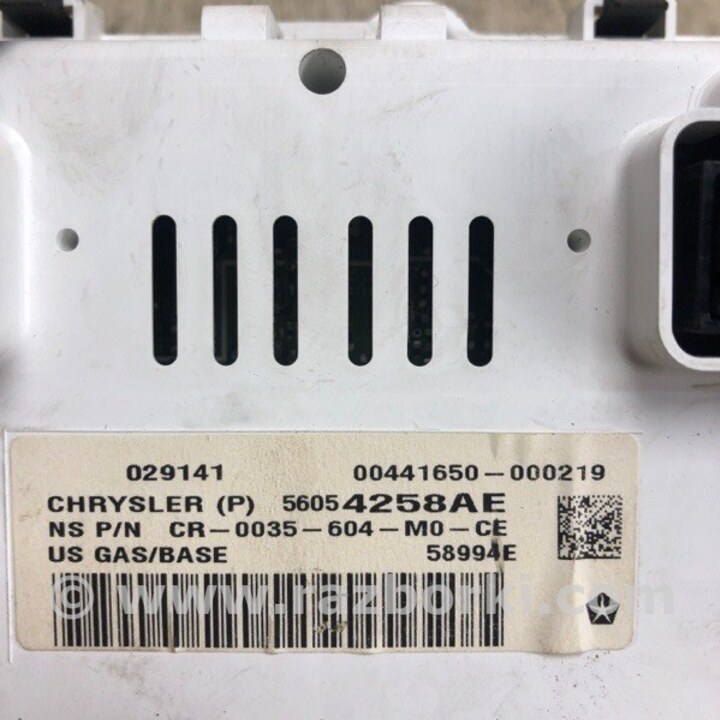 029141 00441650-000219
CHRYSLER (P) 56054258AE
NS P/N CR-0035-604-M0-CE
US GAS/BASE 58994E
© www.razborki.com